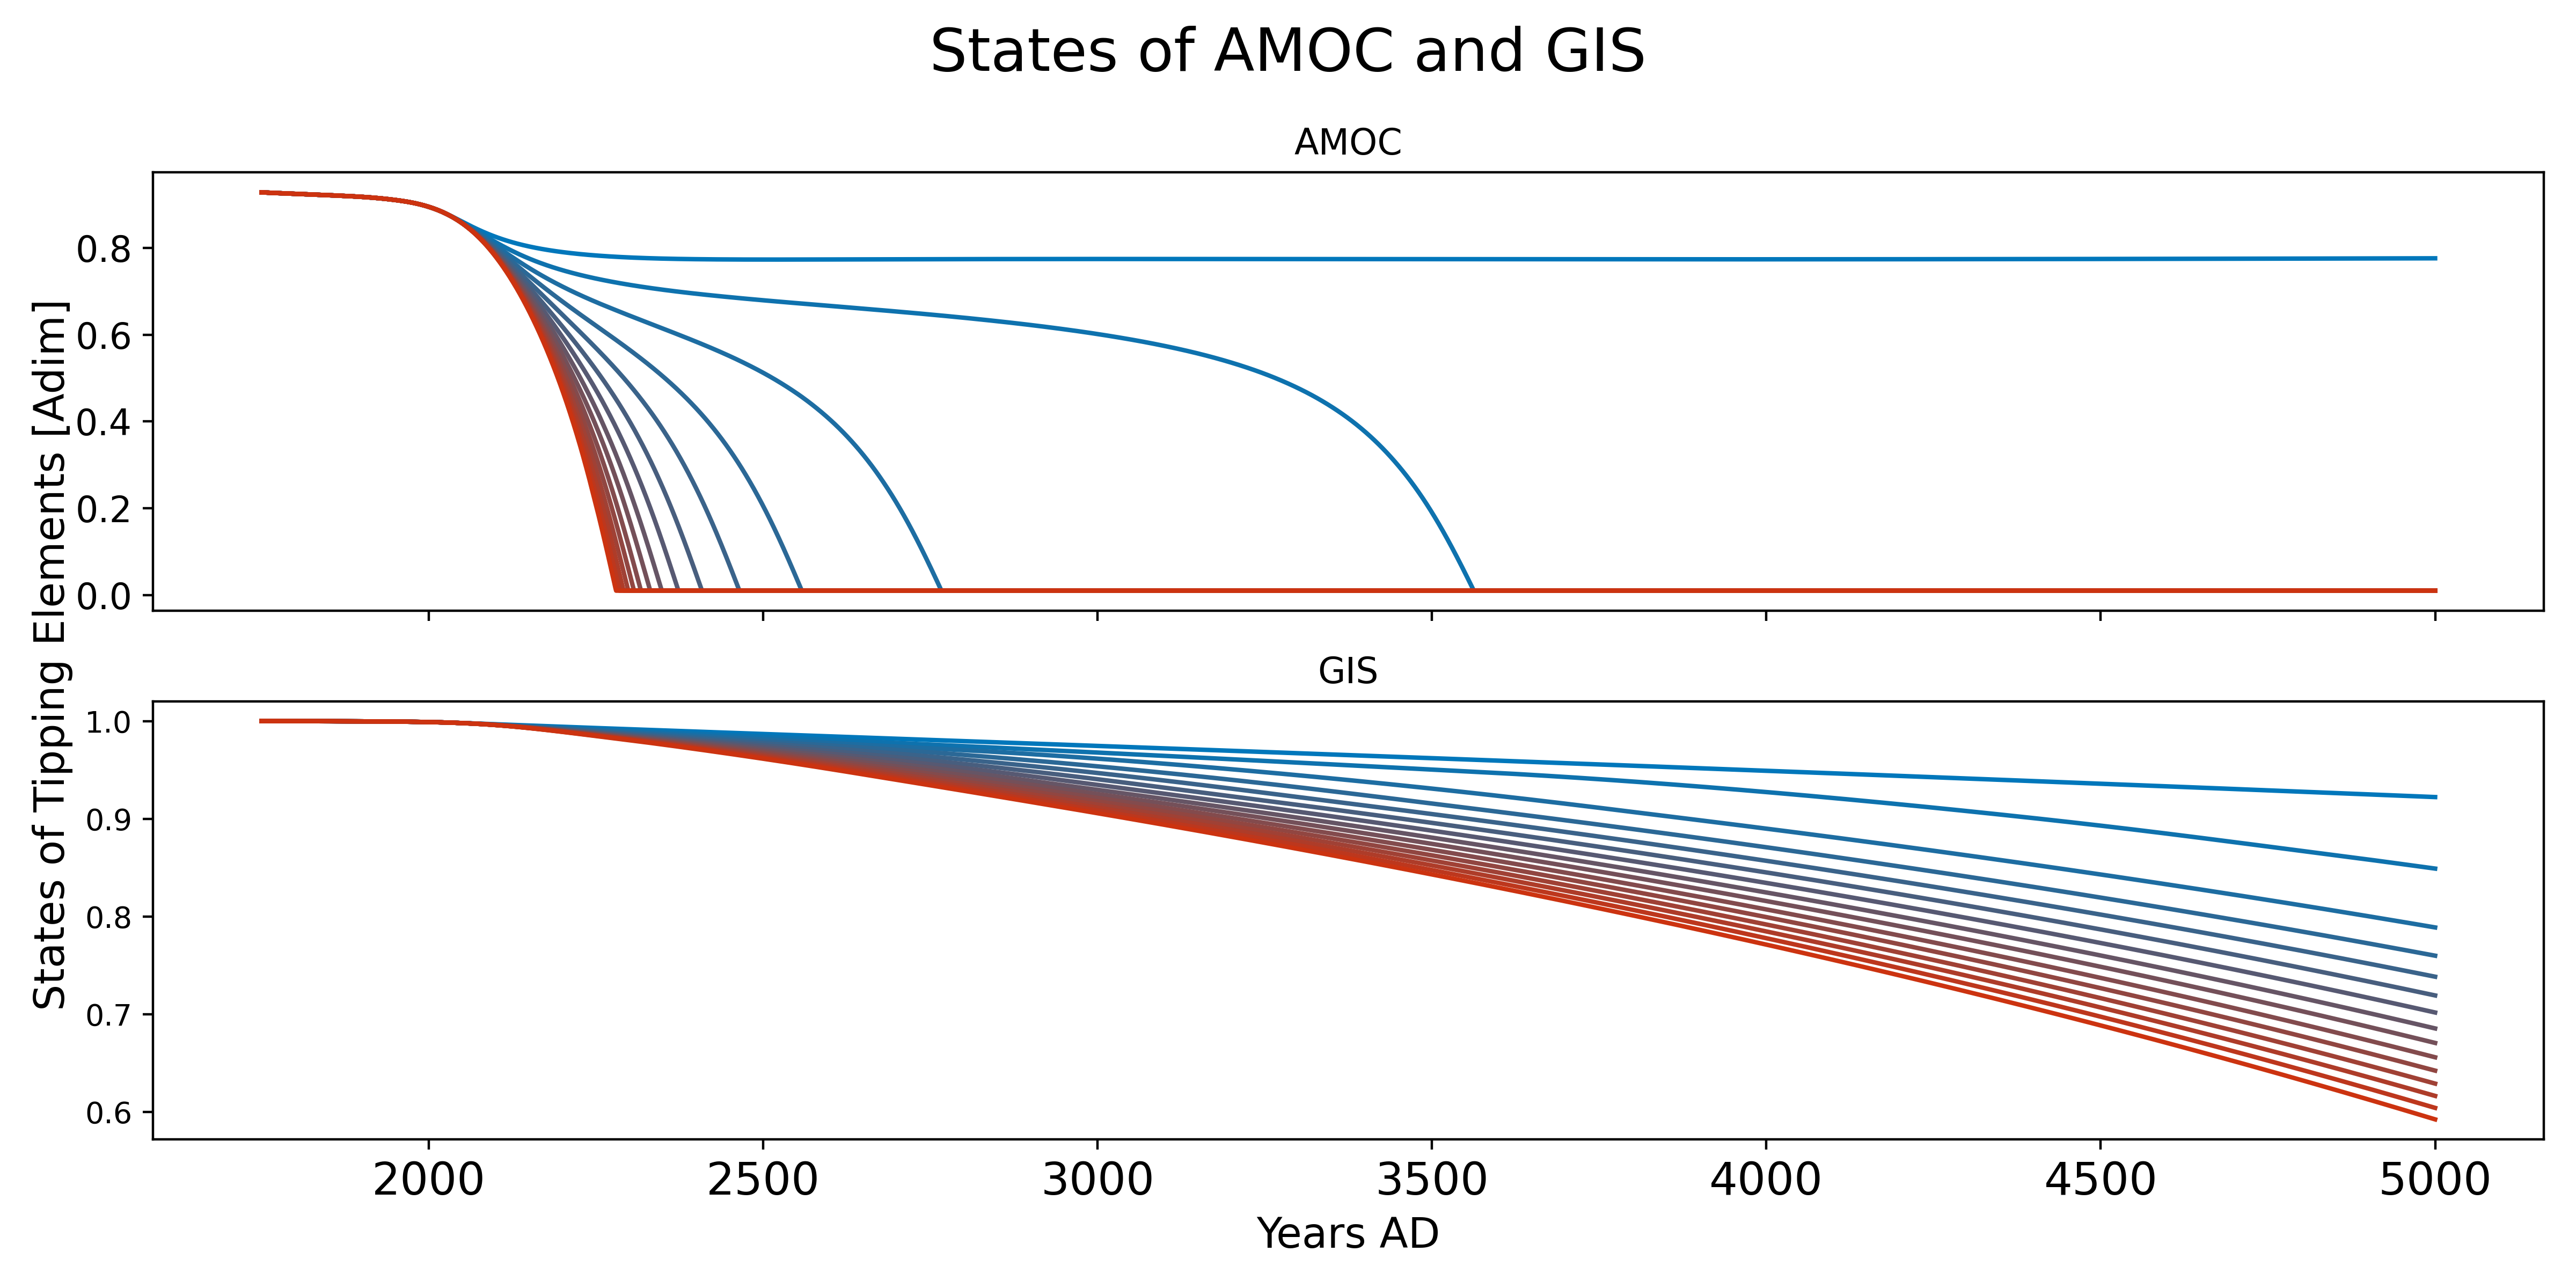 States of AMOC and GIS
AMOC
0.8
0.6
0.4
0.2
0.0
States of Tipping Elements [Adim]
GIS
1.0
0.9
0.8
0.7
0.6
2000 2500 3000 3500 4000 4500 5000
Years AD